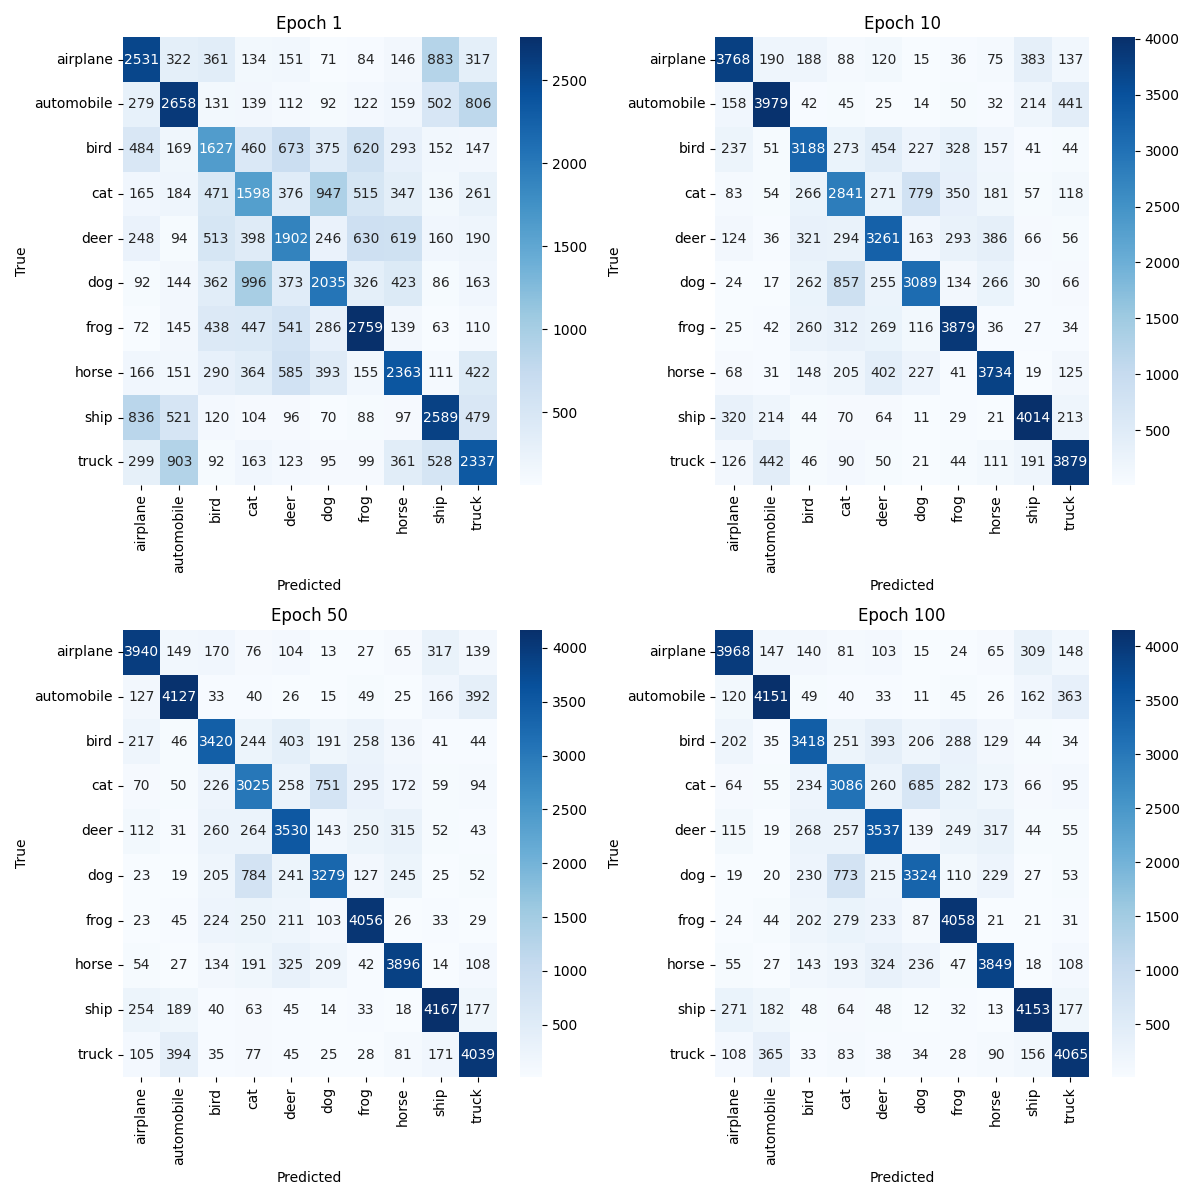 Epoch 1
airplane 2531 322 361 134 151 71 84 146 883 317
automobile 279 2658 131 139 112 92 122 159 502 806
bird 484 169 1627 460 673 375 620 293 152 147
cat 165 184 471 1598 376 947 515 347 136 261
deer 248 94 513 398 1902 246 630 619 160 190
dog 92 144 362 996 373 2035 326 423 86 163
frog 72 145 438 447 541 286 2759 139 63 110
horse 166 151 290 364 585 393 155 2363 111 422
ship 836 521 120 104 96 70 88 97 2589 479
truck 299 903 92 163 123 95 99 361 528 2337
True
airplane automobile bird cat deer dog frog horse ship truck
Predicted
2500
2000
1500
1000
500
Epoch 10
airplane 3768 190 188 88 120 15 36 75 383 137
automobile 158 3979 42 45 25 14 50 32 214 441
bird 237 51 3188 273 454 227 328 157 41 44
cat 83 54 266 2841 271 779 350 181 57 118
deer 124 36 321 294 3261 163 293 386 66 56
dog 24 17 262 857 255 3089 134 266 30 66
frog 25 42 260 312 269 116 3879 36 27 34
horse 68 31 148 205 402 227 41 3734 19 125
ship 320 214 44 70 64 11 29 21 4014 213
truck 126 442 46 90 50 21 44 111 191 3879
True
airplane automobile bird cat deer dog frog horse ship truck
Predicted
4000
3500
3000
2500
2000
1500
1000
500
Epoch 50
airplane 3940 149 170 76 104 13 27 65 317 139
automobile 127 4127 33 40 26 15 49 25 166 392
bird 217 46 3420 244 403 191 258 136 41 44
cat 70 50 226 3025 258 751 295 172 59 94
deer 112 31 260 264 3530 143 250 315 52 43
dog 23 19 205 784 241 3279 127 245 25 52
frog 23 45 224 250 211 103 4056 26 33 29
horse 54 27 134 191 325 209 42 3896 14 108
ship 254 189 40 63 45 14 33 18 4167 177
truck 105 394 35 77 45 25 28 81 171 4039
True
airplane automobile bird cat deer dog frog horse ship truck
Predicted
4000
3500
3000
2500
2000
1500
1000
500
Epoch 100
airplane 3968 147 140 81 103 15 24 65 309 148
automobile 120 4151 49 40 33 11 45 26 162 363
bird 202 35 3418 251 393 206 288 129 44 34
cat 64 55 234 3086 260 685 282 173 66 95
deer 115 19 268 257 3537 139 249 317 44 55
dog 19 20 230 773 215 3324 110 229 27 53
frog 24 44 202 279 233 87 4058 21 21 31
horse 55 27 143 193 324 236 47 3849 18 108
ship 271 182 48 64 48 12 32 13 4153 177
truck 108 365 33 83 38 34 28 90 156 4065
True
airplane automobile bird cat deer dog frog horse ship truck
Predicted
4000
3500
3000
2500
2000
1500
1000
500